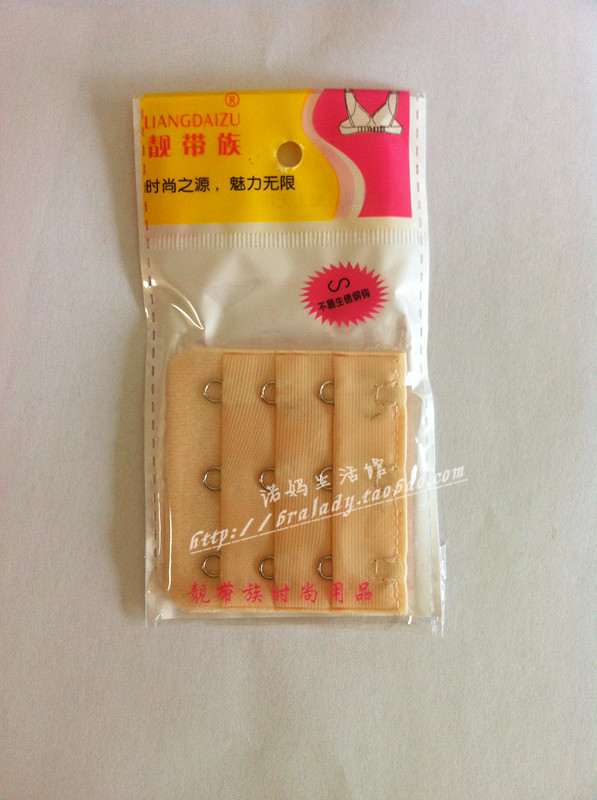 ®
LIANGDAIZU
靓带族
时尚之源，魅力无限
不易生锈钢钩
诺妈生活馆
http://bralady.taobao.com
靓带族时尚用品